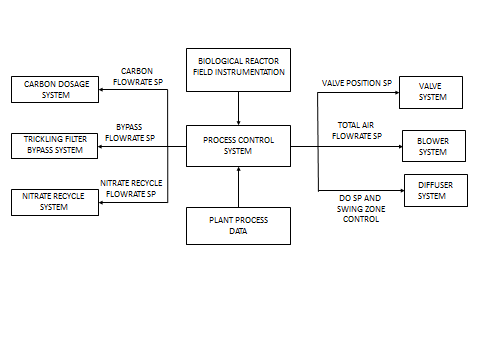 BIOLOGICAL REACTOR
FIELD INSTRUMENTATION
CARBON
FLOWRATE SP
VALVE POSITION SP
CARBON DOSAGE
SYSTEM
VALVE
SYSTEM
BYPASS
FLOWRATE SP
TOTAL AIR
FLOWRATE SP
TRICKLING FILTER
BYPASS SYSTEM
PROCESS CONTROL
SYSTEM
BLOWER
SYSTEM
NITRATE RECYCLE
FLOWRATE SP
DIFFUSER
SYSTEM
NITRATE RECYCLE
SYSTEM
DO SP AND
SWING ZONE
CONTROL
PLANT PROCESS
DATA